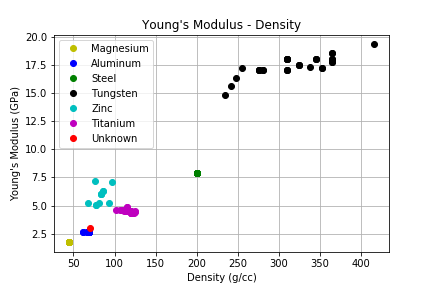 Young's Modulus - Density
20.0
17.5
15.0
12.5
10.0
7.5
5.0
2.5
Young's Modulus (GPa)
Magnesium
Aluminum
Steel
Tungsten
Zinc
Titanium
Unknown
50 100 150 200 250 300 350 400
Density (g/cc)